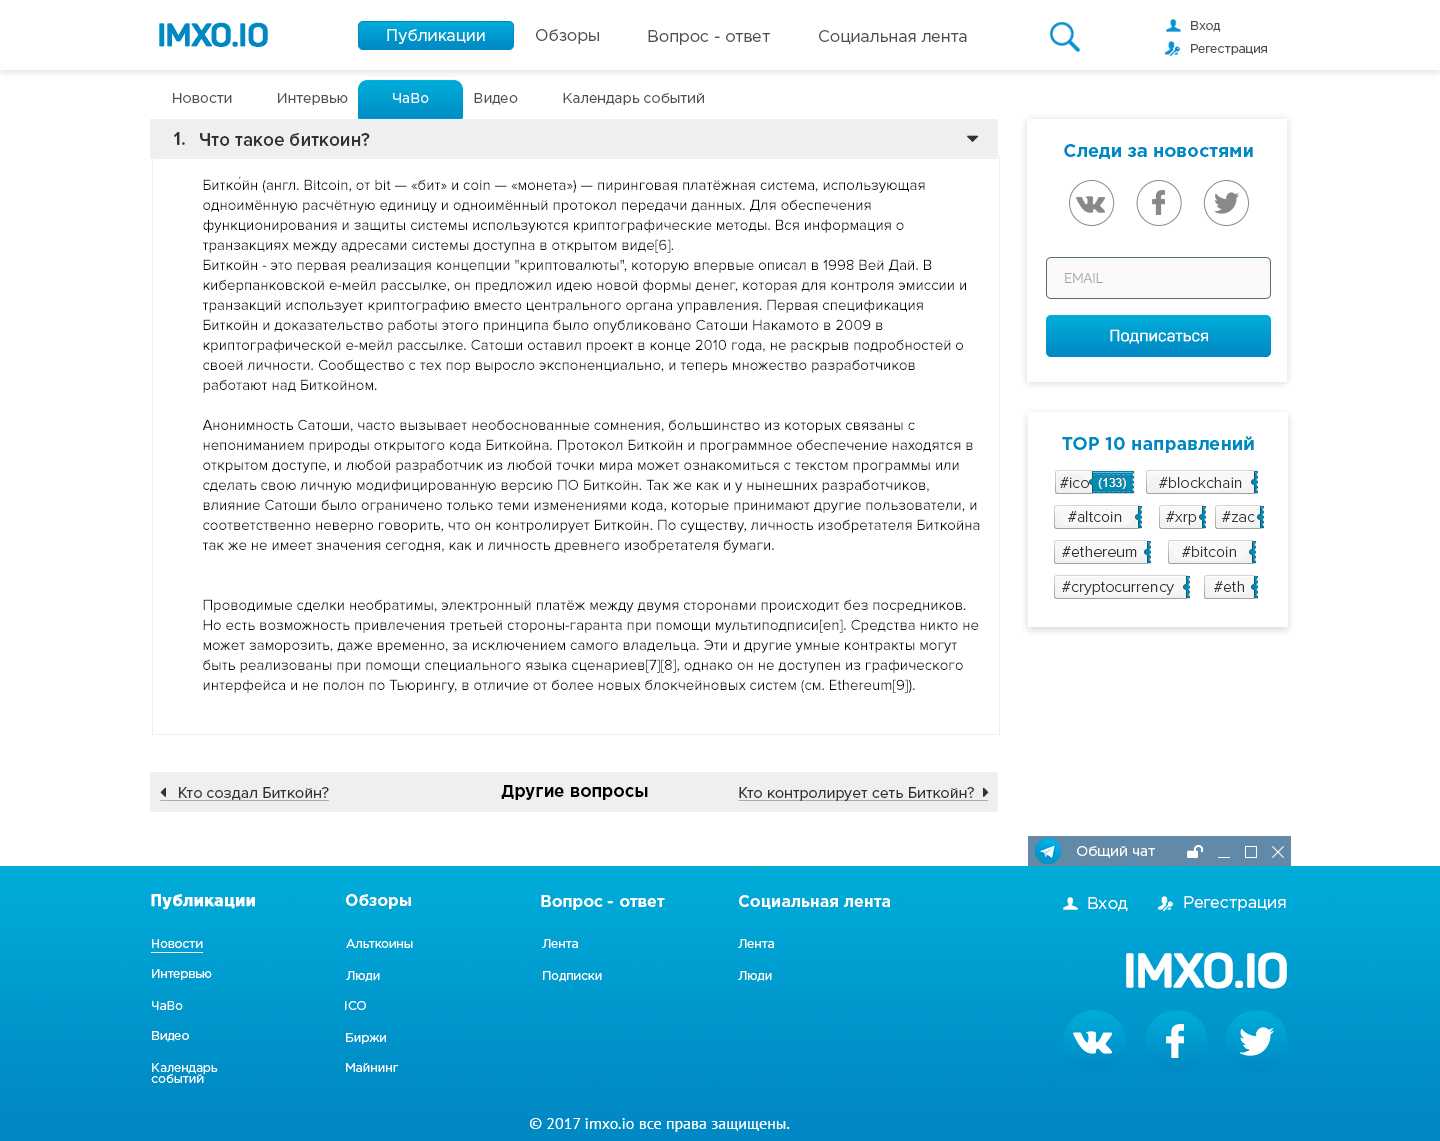 IMXO.IO
Публикации
Обзоры
Вопрос - ответ
Социальная лента
Вход
Регестрация
Новости
Интервью
ЧаВо
Видео
Календарь событий
1. Что такое биткоин?
Битко́йн (англ. Bitcoin, от bit — «бит» и coin — «монета») — пиринговая платёжная система, использующая
одноимённую расчётную единицу и одноимённый протокол передачи данных. Для обеспечения
функционирования и защиты системы используются криптографические методы. Вся информация о
транзакциях между адресами системы доступна в открытом виде[6].
Биткойн - это первая реализация концепции "криптовалюты", которую впервые описал в 1998 Вей Дай. В
киберпанковской е-мейл рассылке, он предложил идею новой формы денег, которая для контроля эмиссии и
транзакций использует криптографию вместо центрального органа управления. Первая спецификация
Биткойн и доказательство работы этого принципа было опубликовано Сатоши Накамото в 2009 в
криптографической е-мейл рассылке. Сатоши оставил проект в конце 2010 года, не раскрыв подробностей о
своей личности. Сообщество с тех пор выросло экспоненциально, и теперь множество разработчиков
работают над Биткойном.
Анонимность Сатоши, часто вызывает необоснованные сомнения, большинство из которых связаны с
непониманием природы открытого кода Биткойна. Протокол Биткойн и программное обеспечение находятся в
открытом доступе, и любой разработчик из любой точки мира может ознакомиться с текстом программы или
сделать свою личную модифицированную версию ПО Биткойн. Так же как и у нынешних разработчиков,
влияние Сатоши было ограничено только теми изменениями кода, которые принимают другие пользователи, и
соответственно неверно говорить, что он контролирует Биткойн. По существу, личность изобретателя Биткойна
так же не имеет значения сегодня, как и личность древнего изобретателя бумаги.
Проводимые сделки необратимы, электронный платёж между двумя сторонами происходит без посредников.
Но есть возможность привлечения третьей стороны-гаранта при помощи мультиподписи[en]. Средства никто не
может заморозить, даже временно, за исключением самого владельца. Эти и другие умные контракты могут
быть реализованы при помощи специального языка сценариев[7][8], однако он не доступен из графического
интерфейса и не полон по Тьюрингу, в отличие от более новых блокчейновых систем (см. Ethereum[9]).
Кто создал Биткойн?
Другие вопросы
Кто контролирует сеть Биткойн?
Следи за новостями
EMAIL
Подписаться
TOP 10 направлений
#ico (133)
#blockchain
#altcoin
#xrp
#zac
#ethereum
#bitcoin
#cryptocurrency
#eth
Общий чат
Публикации
Новости
Интервью
ЧаВо
Видео
Календарь
событий
Обзоры
Альткоины
Люди
ICO
Биржи
Майнинг
Вопрос - ответ
Лента
Подписки
Социальная лента
Лента
Люди
Вход
Регестрация
IMXO.IO
© 2017 imxo.io все права защищены.